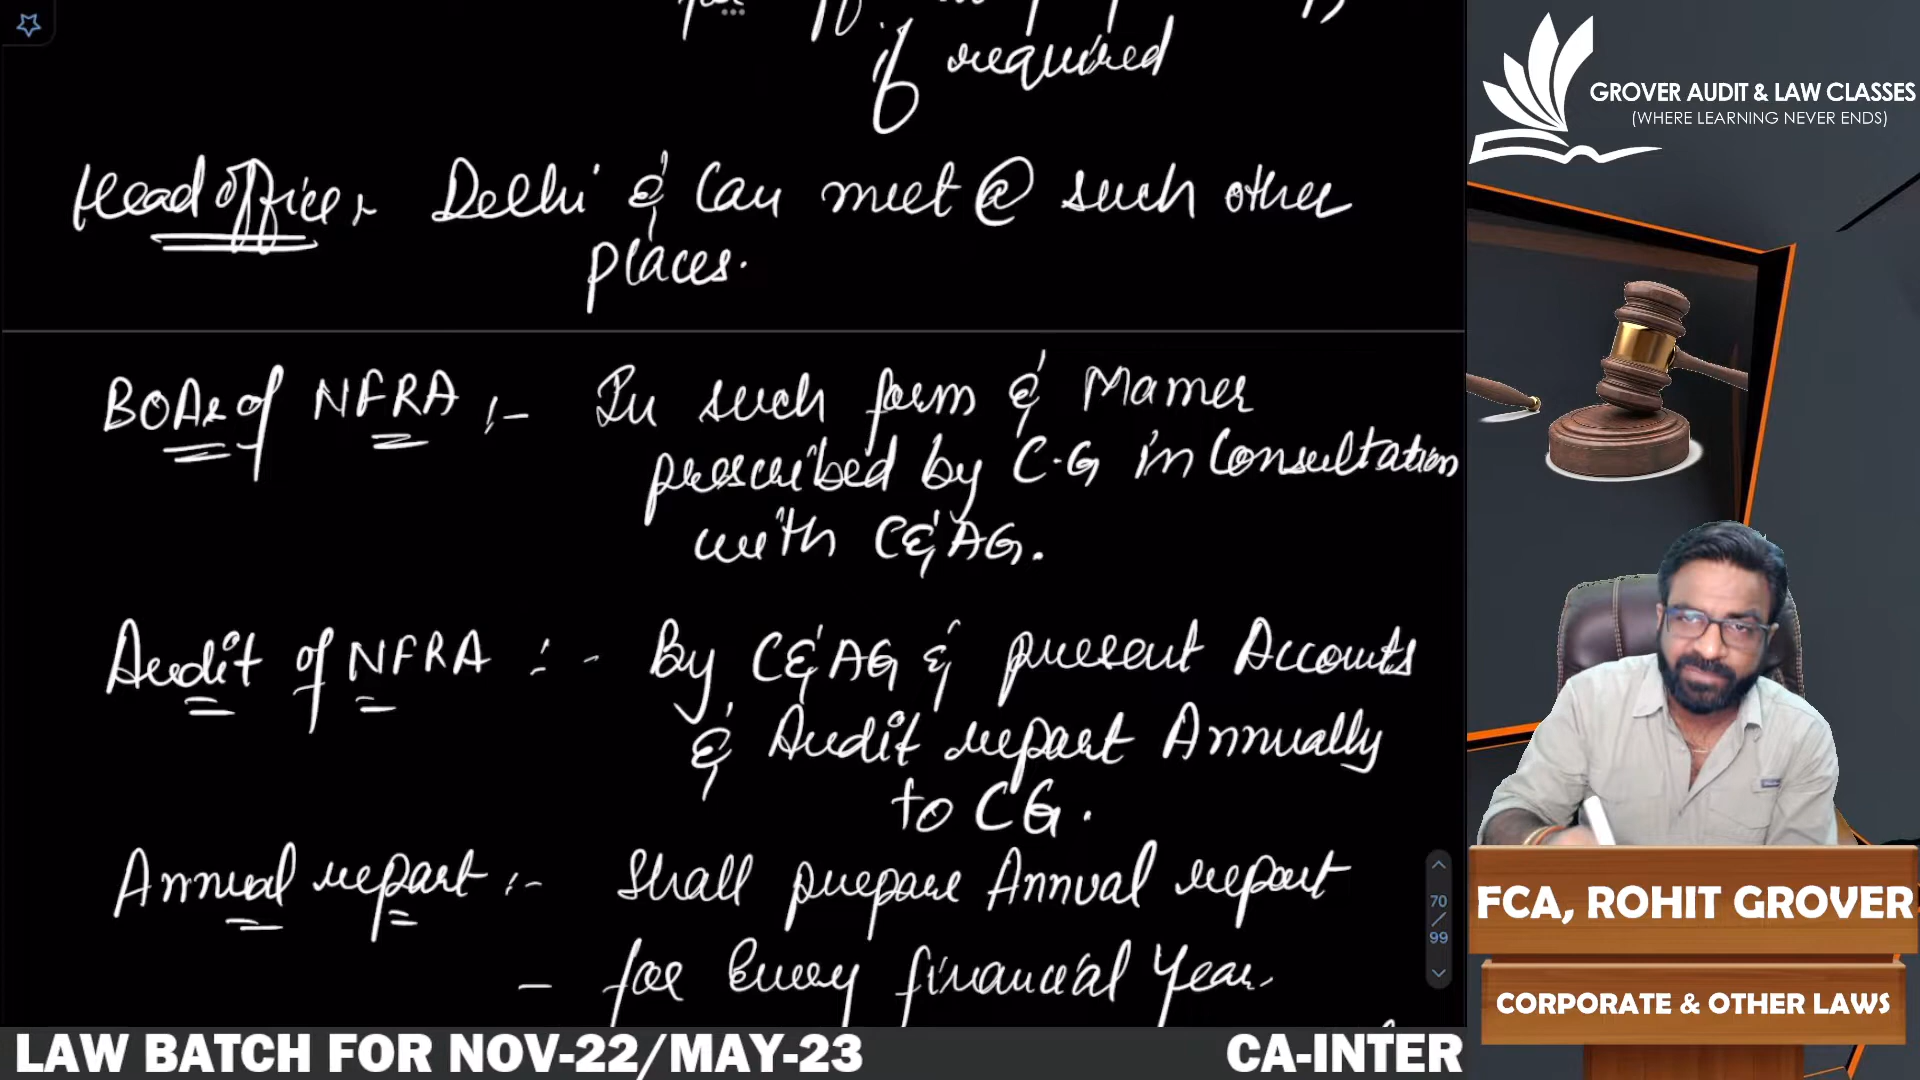 if required
Head office:- Delhi & Can meet @ such other
places.
BOAs of NFRA :- In such form & Manner
prescribed by C.G in Consultation
with C&AG.
Audit of NFRA :- By C&AG & present Accounts
& Audit report Annually
to CG.
Annual report :- Shall prepare Annual report
- for Every financial Year.
70
/
99
GROVER AUDIT & LAW CLASSES
(WHERE LEARNING NEVER ENDS)
FCA, ROHIT GROVER
CORPORATE & OTHER LAWS
LAW BATCH FOR NOV-22/MAY-23
CA-INTER